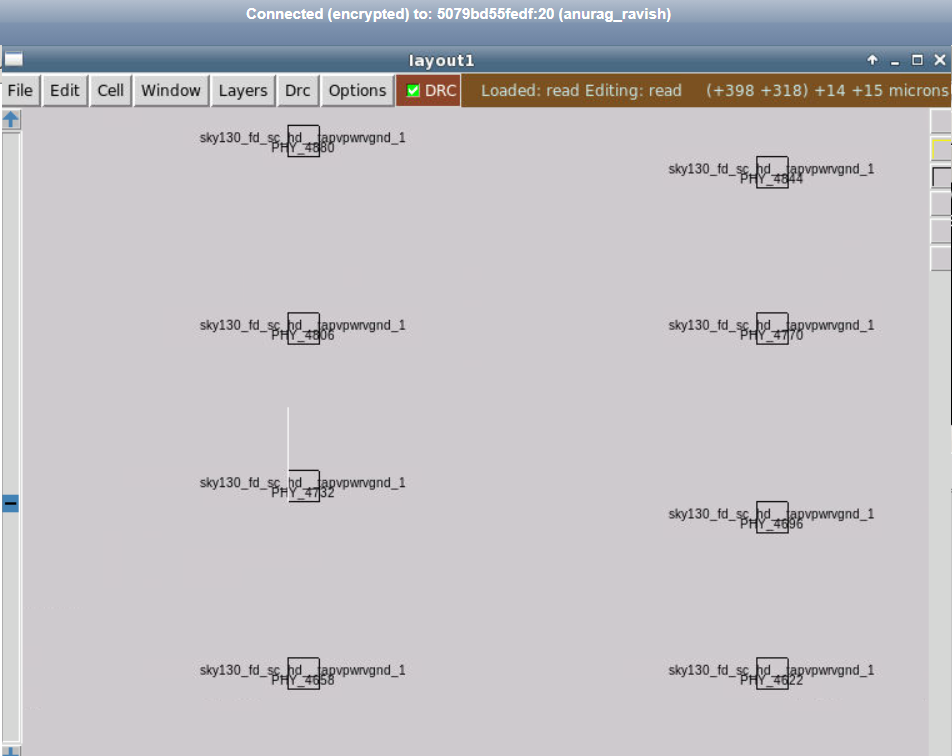 Connected (encrypted) to: 5079bd55fedf:20 (anurag_ravish)
layout1
File Edit Cell Window Layers Drc Options DRC Loaded: read Editing: read (+398 +318) +14 +15 microns
sky130_fd_sc_hd__tapvpwrvgnd_1
PHY_4880
sky130_fd_sc_hd__tapvpwrvgnd_1
PHY_4844
sky130_fd_sc_hd__tapvpwrvgnd_1
PHY_4806
sky130_fd_sc_hd__tapvpwrvgnd_1
PHY_4770
sky130_fd_sc_hd__tapvpwrvgnd_1
PHY_4732
sky130_fd_sc_hd__tapvpwrvgnd_1
PHY_4696
sky130_fd_sc_hd__tapvpwrvgnd_1
PHY_4658
sky130_fd_sc_hd__tapvpwrvgnd_1
PHY_4622